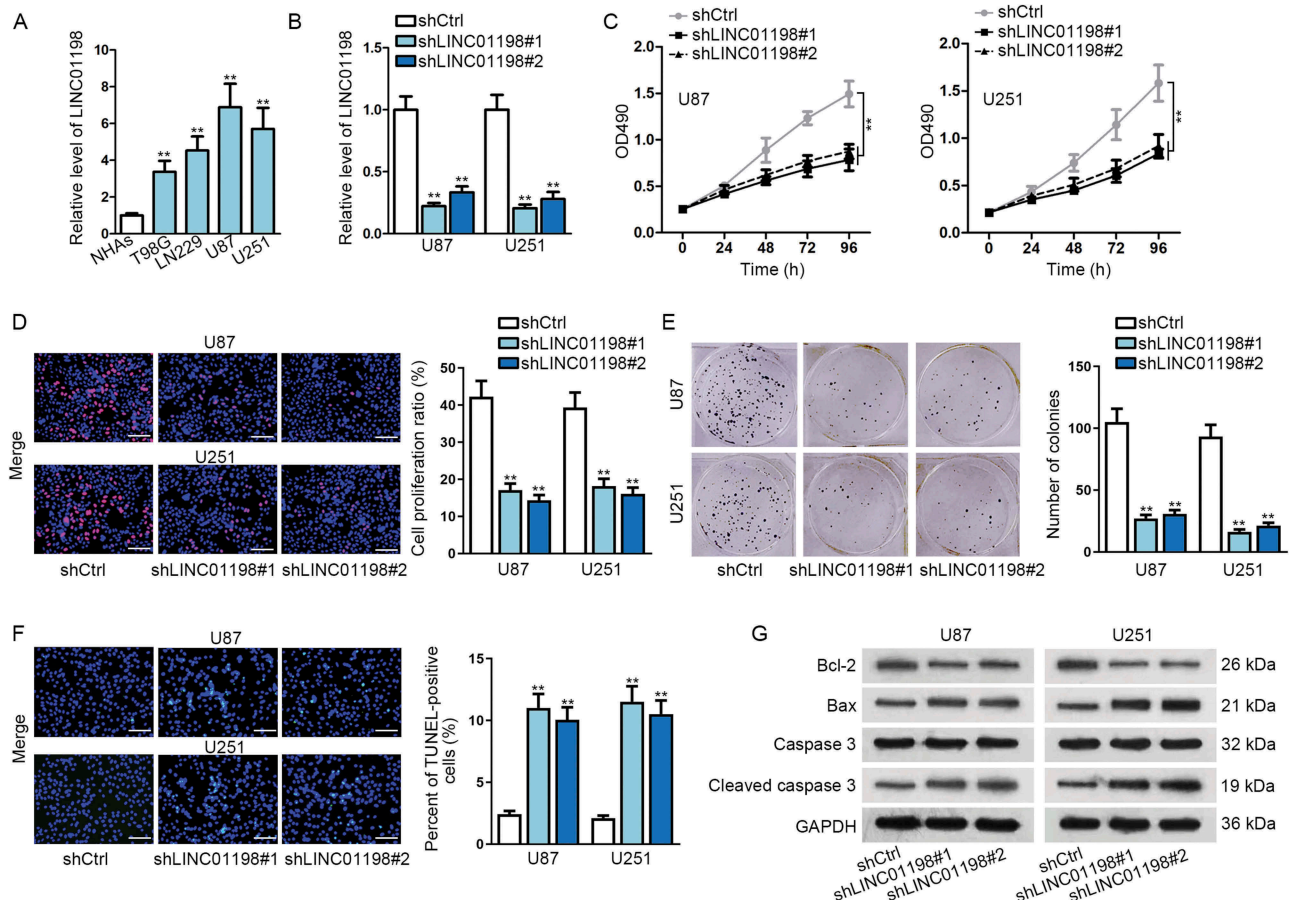 A
Relative level of LINC01198
10
8
6
4
2
0
**
**
**
**
NHAs
T98G
LN229
U87
U251
B
shCtrl
shLINC01198#1
shLINC01198#2
Relative level of LINC01198
1.5
1.0
0.5
0.0
**
**
**
**
U87
U251
C
shCtrl
shLINC01198#1
shLINC01198#2
U87
OD490
2.0
1.5
1.0
0.5
0.0
**
0
24
48
72
96
Time (h)
shCtrl
shLINC01198#1
shLINC01198#2
U251
OD490
2.0
1.5
1.0
0.5
0.0
**
0
24
48
72
96
Time (h)
D
U87
Merge
U251
shCtrl
shLINC01198#1
shLINC01198#2
shCtrl
shLINC01198#1
shLINC01198#2
Cell proliferation ratio (%)
50
40
30
20
10
0
**
**
**
**
U87
U251
E
U87
U251
shCtrl
shLINC01198#1
shLINC01198#2
shCtrl
shLINC01198#1
shLINC01198#2
Number of colonies
150
100
50
0
**
**
**
**
U87
U251
F
U87
Merge
U251
shCtrl
shLINC01198#1
shLINC01198#2
Percent of TUNEL-positive
cells (%)
15
10
5
0
**
**
**
**
U87
U251
G
U87
U251
Bcl-2
26 kDa
Bax
21 kDa
Caspase 3
32 kDa
Cleaved caspase 3
19 kDa
GAPDH
36 kDa
shCtrl
shLINC01198#1
shLINC01198#2
shCtrl
shLINC01198#1
shLINC01198#2